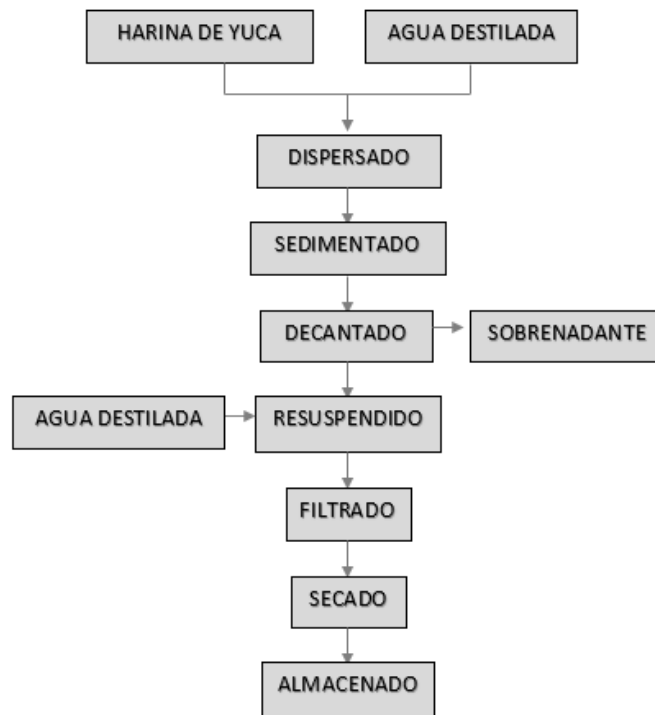 HARINA DE YUCA
AGUA DESTILADA
DISPERSADO
SEDIMENTADO
DECANTADO
SOBRENADANTE
AGUA DESTILADA
RESUSPENDIDO
FILTRADO
SECADO
ALMACENADO